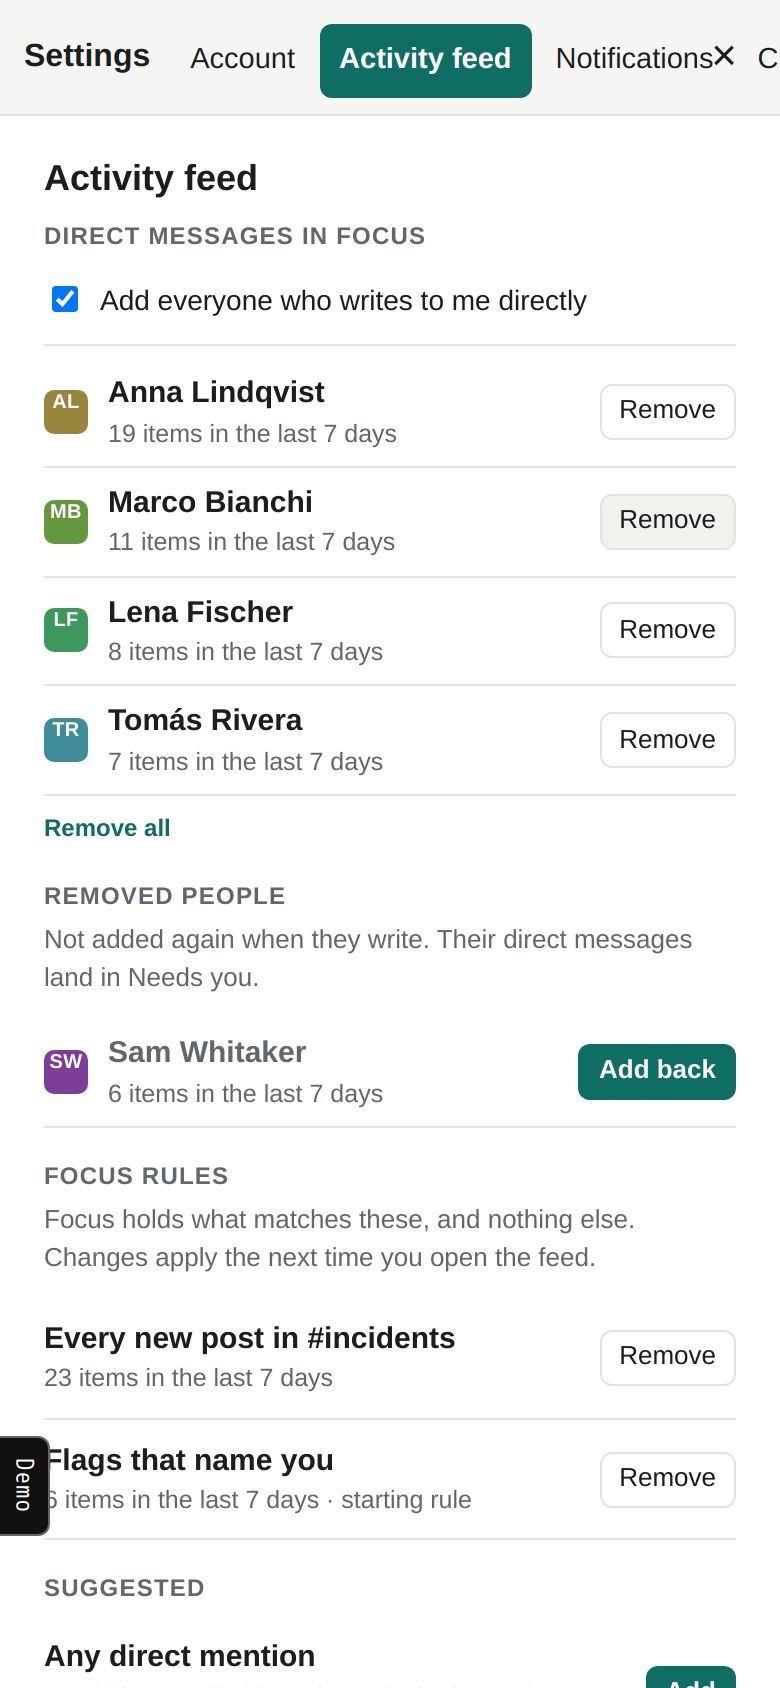 Settings Account Activity feed Notifications✕ C
Activity feed
DIRECT MESSAGES IN FOCUS
Add everyone who writes to me directly
AL Anna Lindqvist Remove
19 items in the last 7 days
MB Marco Bianchi Remove
11 items in the last 7 days
LF Lena Fischer Remove
8 items in the last 7 days
TR Tomás Rivera Remove
7 items in the last 7 days
Remove all
REMOVED PEOPLE
Not added again when they write. Their direct messages
land in Needs you.
SW Sam Whitaker Add back
6 items in the last 7 days
FOCUS RULES
Focus holds what matches these, and nothing else.
Changes apply the next time you open the feed.
Every new post in #incidents Remove
23 items in the last 7 days
Flags that name you Remove
6 items in the last 7 days · starting rule
Demo
SUGGESTED
Any direct mention
Add